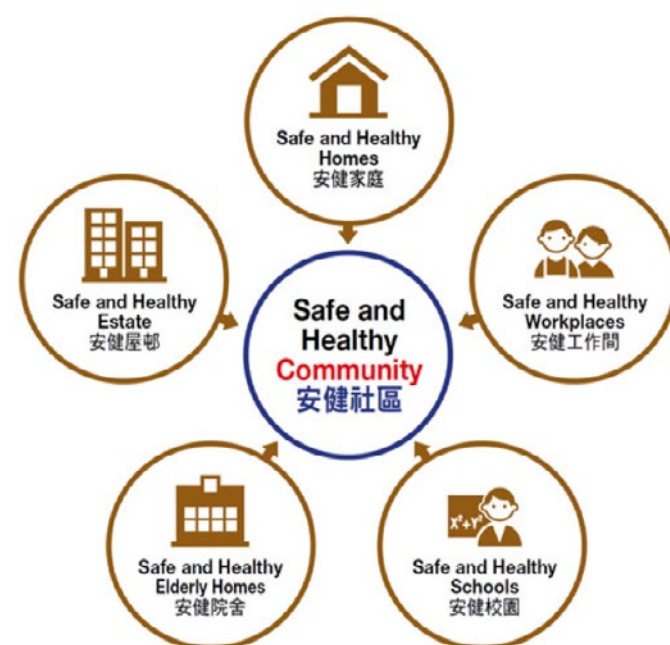 Safe and Healthy
Homes
安健家庭
Safe and Healthy
Estate
安健屋邨
Safe and Healthy
Workplaces
安健工作間
Safe and
Healthy
Community
安健社區
Safe and Healthy
Elderly Homes
安健院舍
X²+Y²
Safe and Healthy
Schools
安健校園